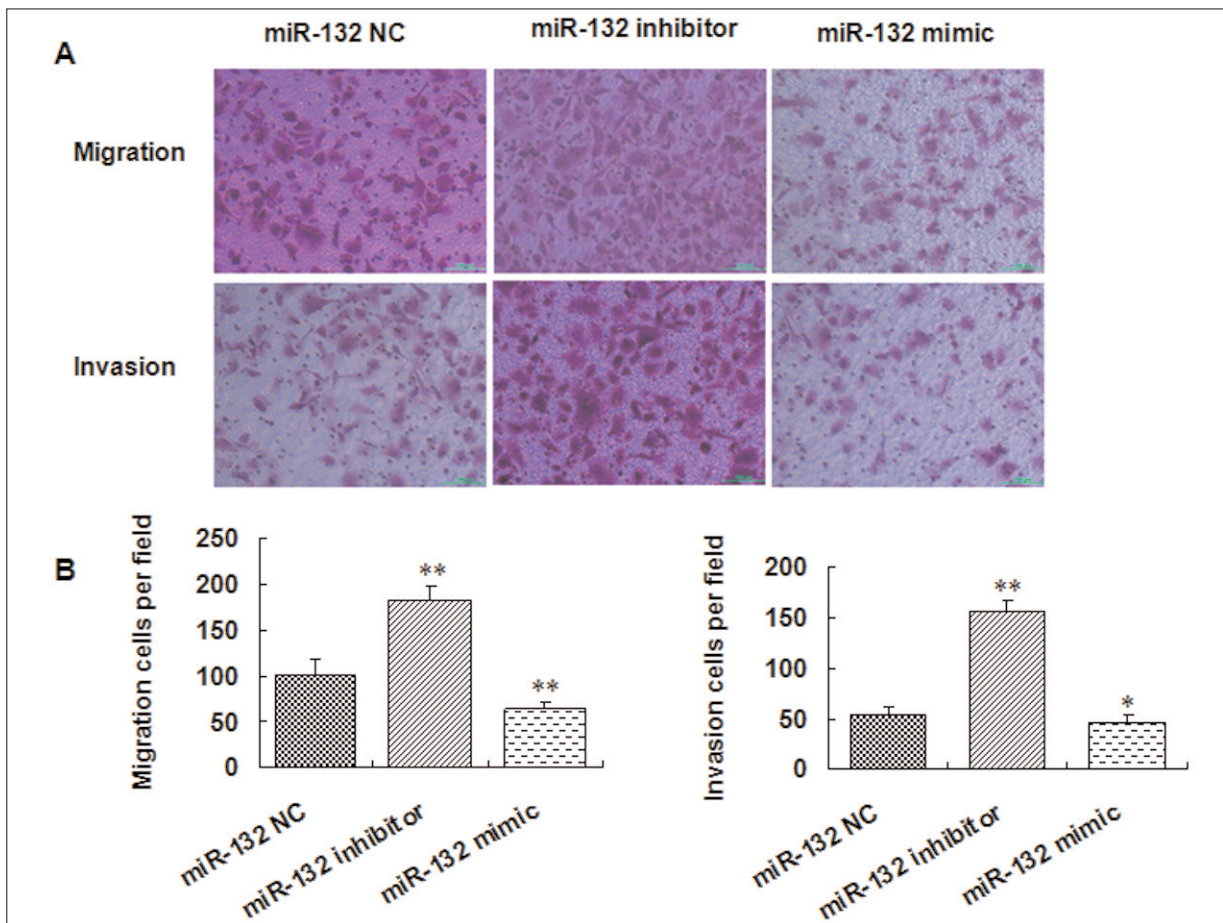 miR-132 NC miR-132 inhibitor miR-132 mimic
A
Migration
Invasion
B
Migration cells per field
250
200
150
100
50
0
**
**
miR-132 NC
miR-132 inhibitor
miR-132 mimic
Invasion cells per field
200
150
100
50
0
**
*
miR-132 NC
miR-132 inhibitor
miR-132 mimic